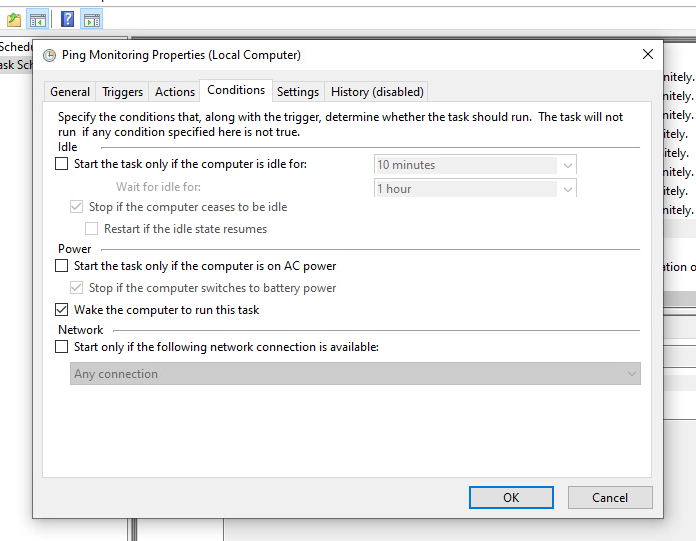 Ping Monitoring Properties (Local Computer)
Schedu
ask Sch
General Triggers Actions Conditions Settings History (disabled)
Specify the conditions that, along with the trigger, determine whether the task should run. The task will not
run if any condition specified here is not true.
Idle
Start the task only if the computer is idle for: 10 minutes
Wait for idle for: 1 hour
Stop if the computer ceases to be idle
Restart if the idle state resumes
Power
Start the task only if the computer is on AC power
Stop if the computer switches to battery power
Wake the computer to run this task
Network
Start only if the following network connection is available:
Any connection
OK Cancel
nitely.
nitely.
nitely.
itely.
itely.
nitely.
nitely.
nitely.
ation o